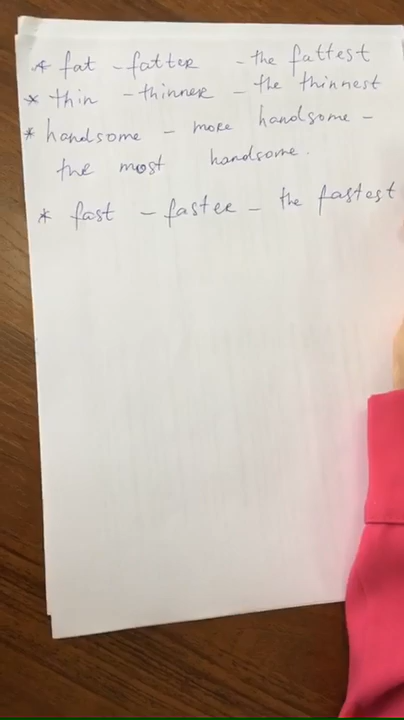 * fat - fatter - the fattest
* thin - thinner - the thinnest
* handsome - more handsome -
the most handsome.
* fast - faster - the fastest